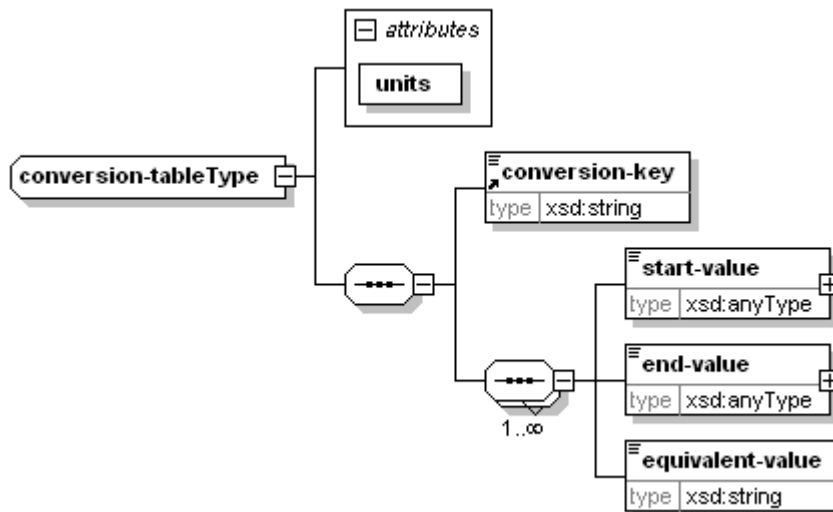 attributes
units
conversion-tableType
conversion-key
type xsd:string
start-value
type xsd:anyType
end-value
type xsd:anyType
1..∞
equivalent-value
type xsd:string